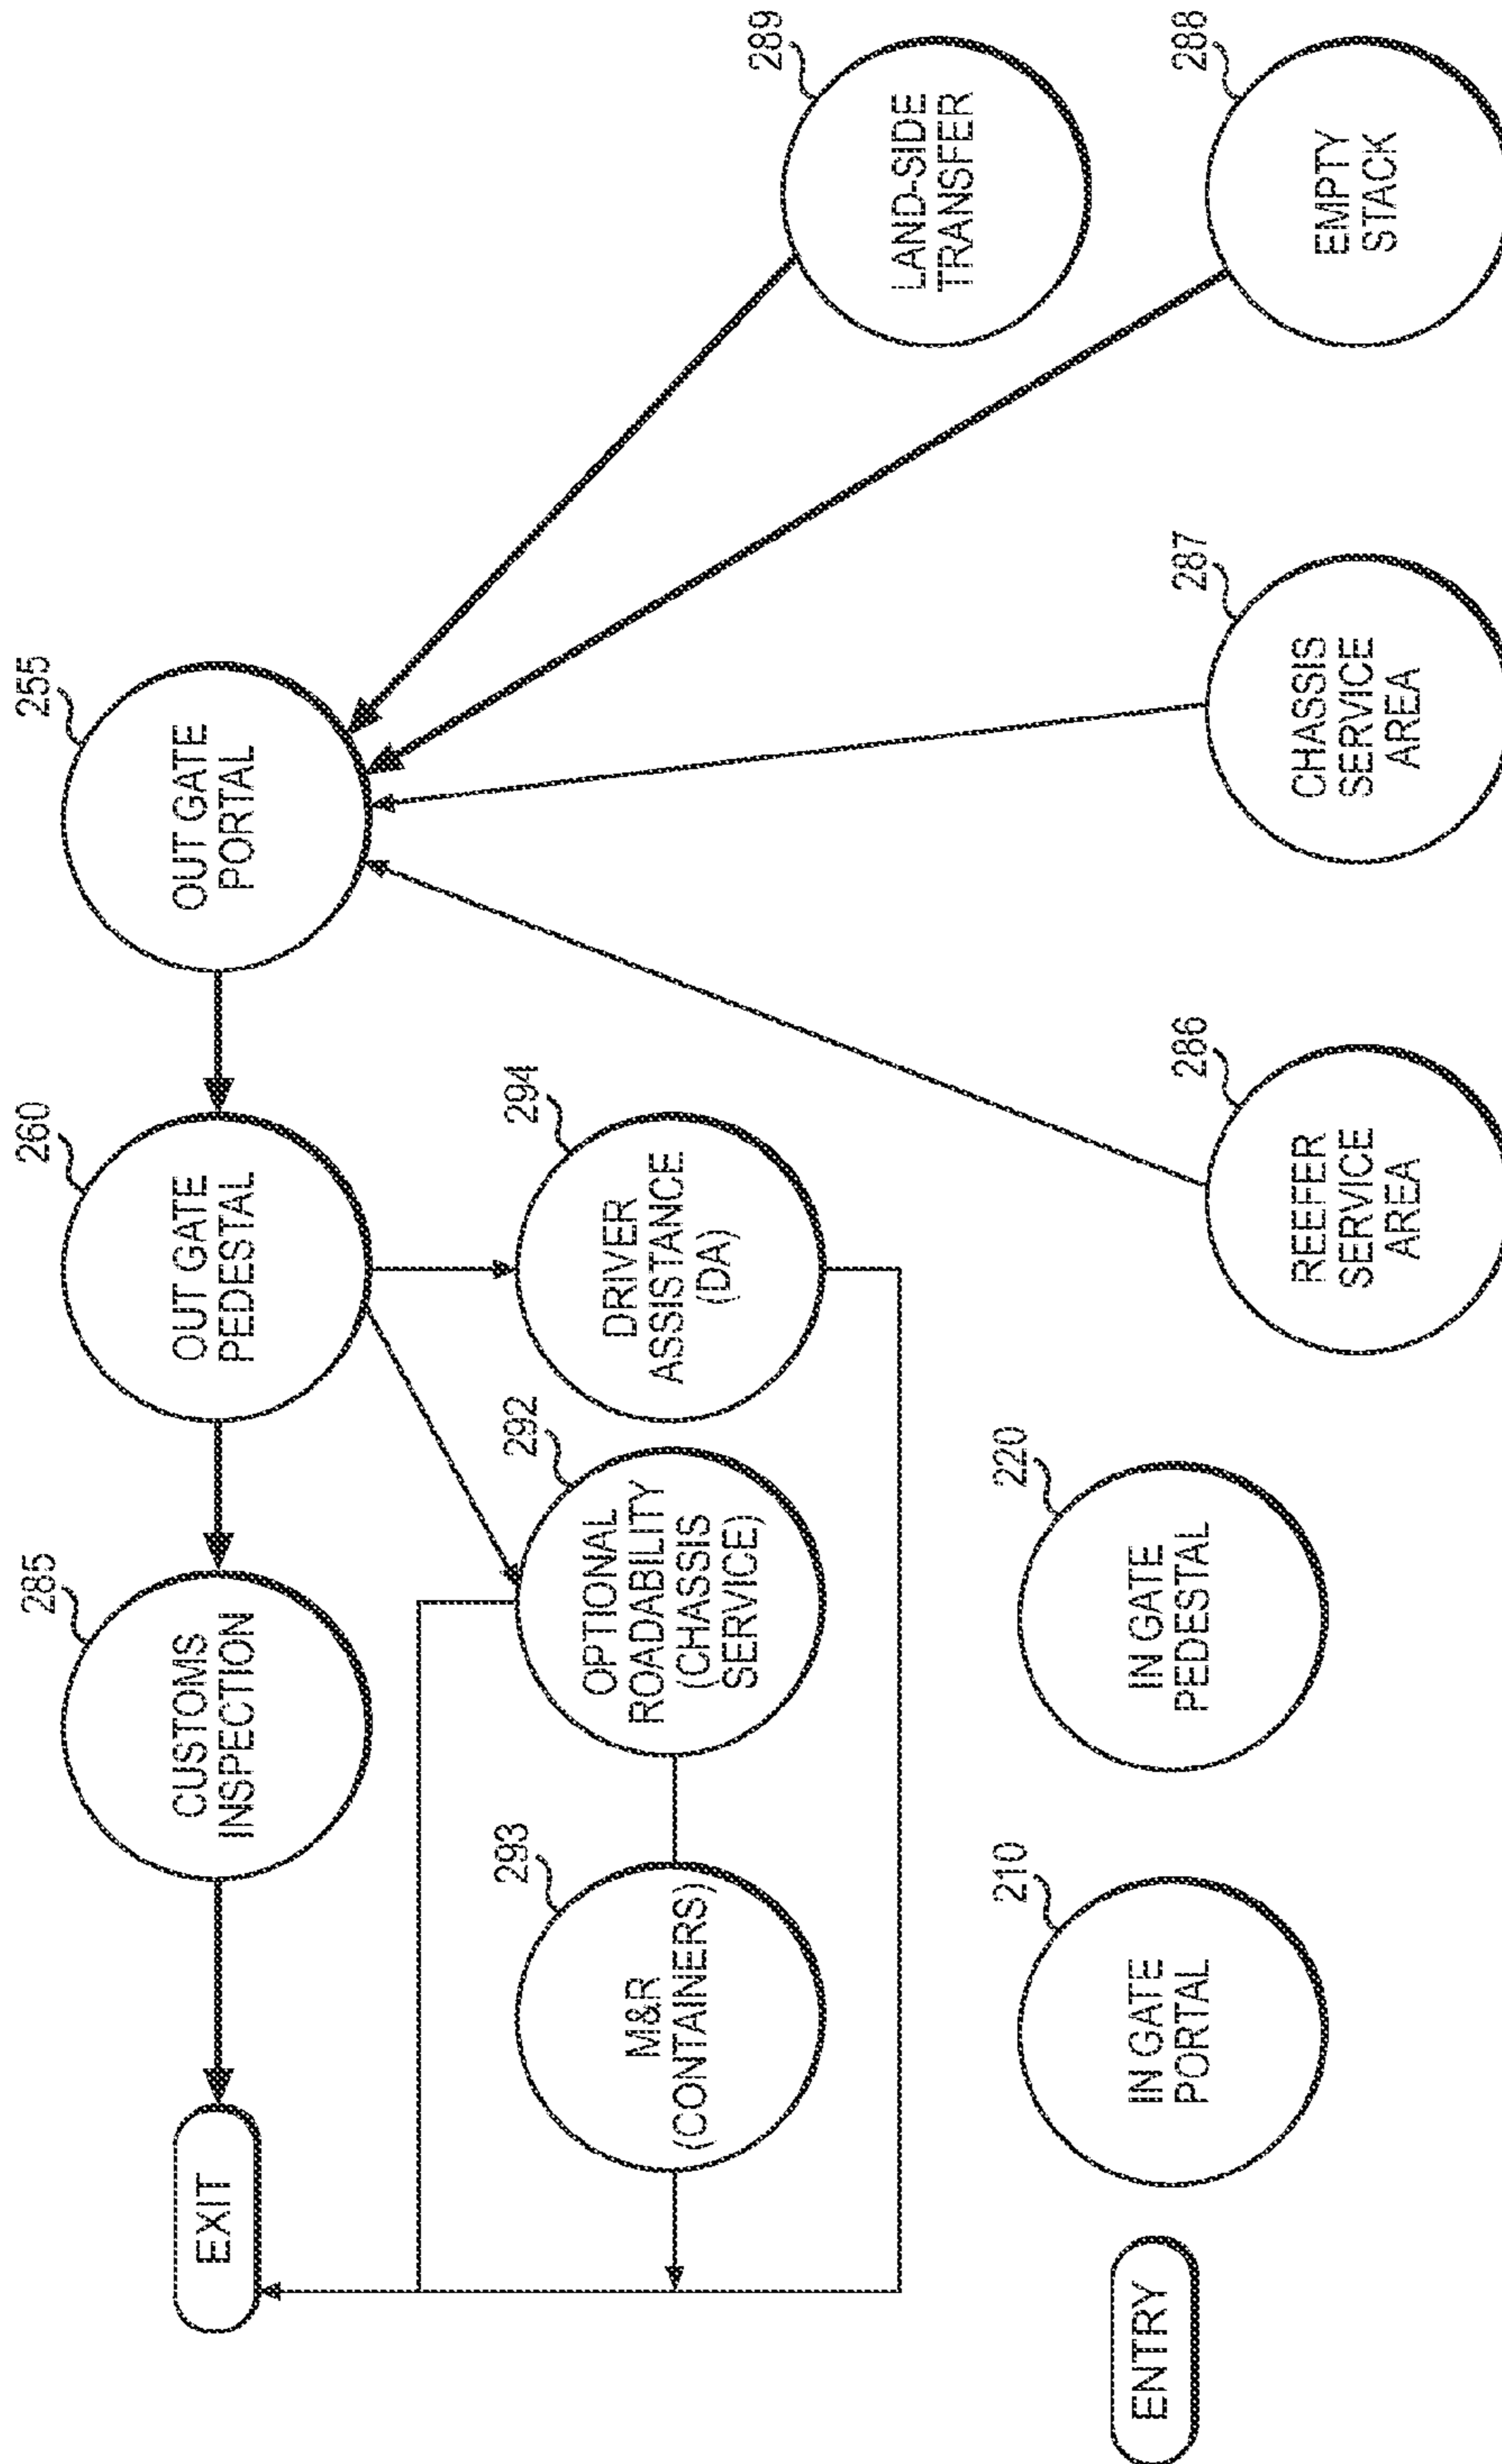 EXIT
285
CUSTOMS
INSPECTION
260
OUT GATE
PEDESTAL
255
OUT GATE
PORTAL
293
M&R
(CONTAINERS)
292
OPTIONAL
ROADABILITY
(CHASSIS
SERVICE)
294
DRIVER
ASSISTANCE
(DA)
289
LAND-SIDE
TRANSFER
ENTRY
210
IN GATE
PORTAL
220
IN GATE
PEDESTAL
286
REEFER
SERVICE
AREA
287
CHASSIS
SERVICE
AREA
288
EMPTY
STACK